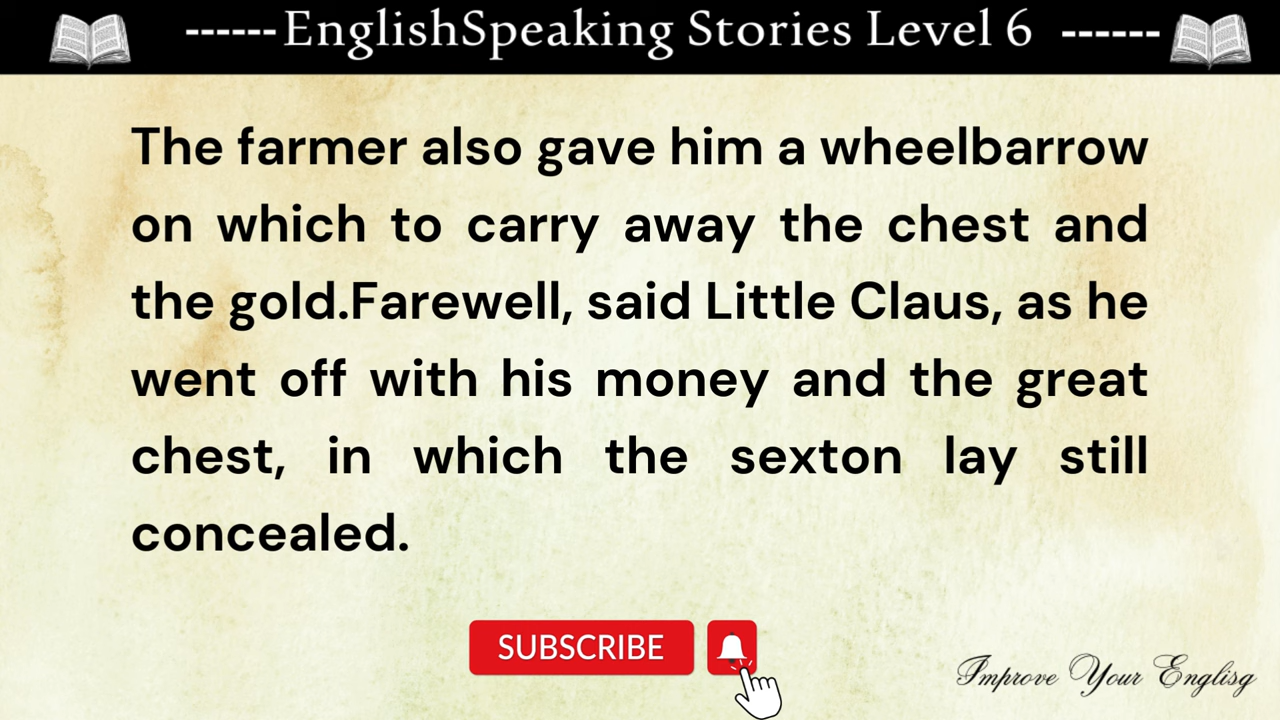 ------EnglishSpeaking Stories Level 6 ------
The farmer also gave him a wheelbarrow
on which to carry away the chest and
the gold.Farewell, said Little Claus, as he
went off with his money and the great
chest, in which the sexton lay still
concealed.
SUBSCRIBE
Improve Your Englisg